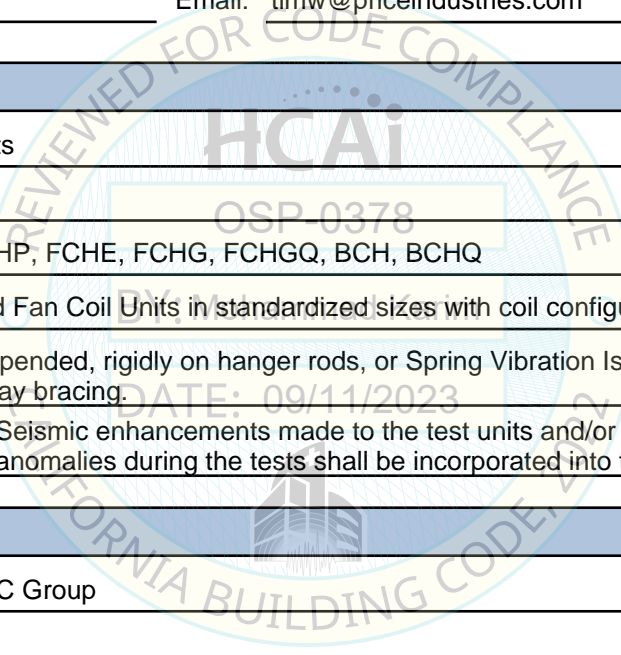 Email: timw@priceindustries.com
REVIEWED FOR CODE COMPLIANCE
HCAi
ts
OSP-0378
HP, FCHE, FCHG, FCHGQ, BCH, BCHQ
d Fan Coil Units in standardized sizes with coil configu
BY: Mohammad Karim
pended, rigidly on hanger rods, or Spring Vibration Is
ay bracing.
DATE: 09/11/2023
Seismic enhancements made to the test units and/or
anomalies during the tests shall be incorporated into t
C Group
CALIFORNIA BUILDING CODE, 2022